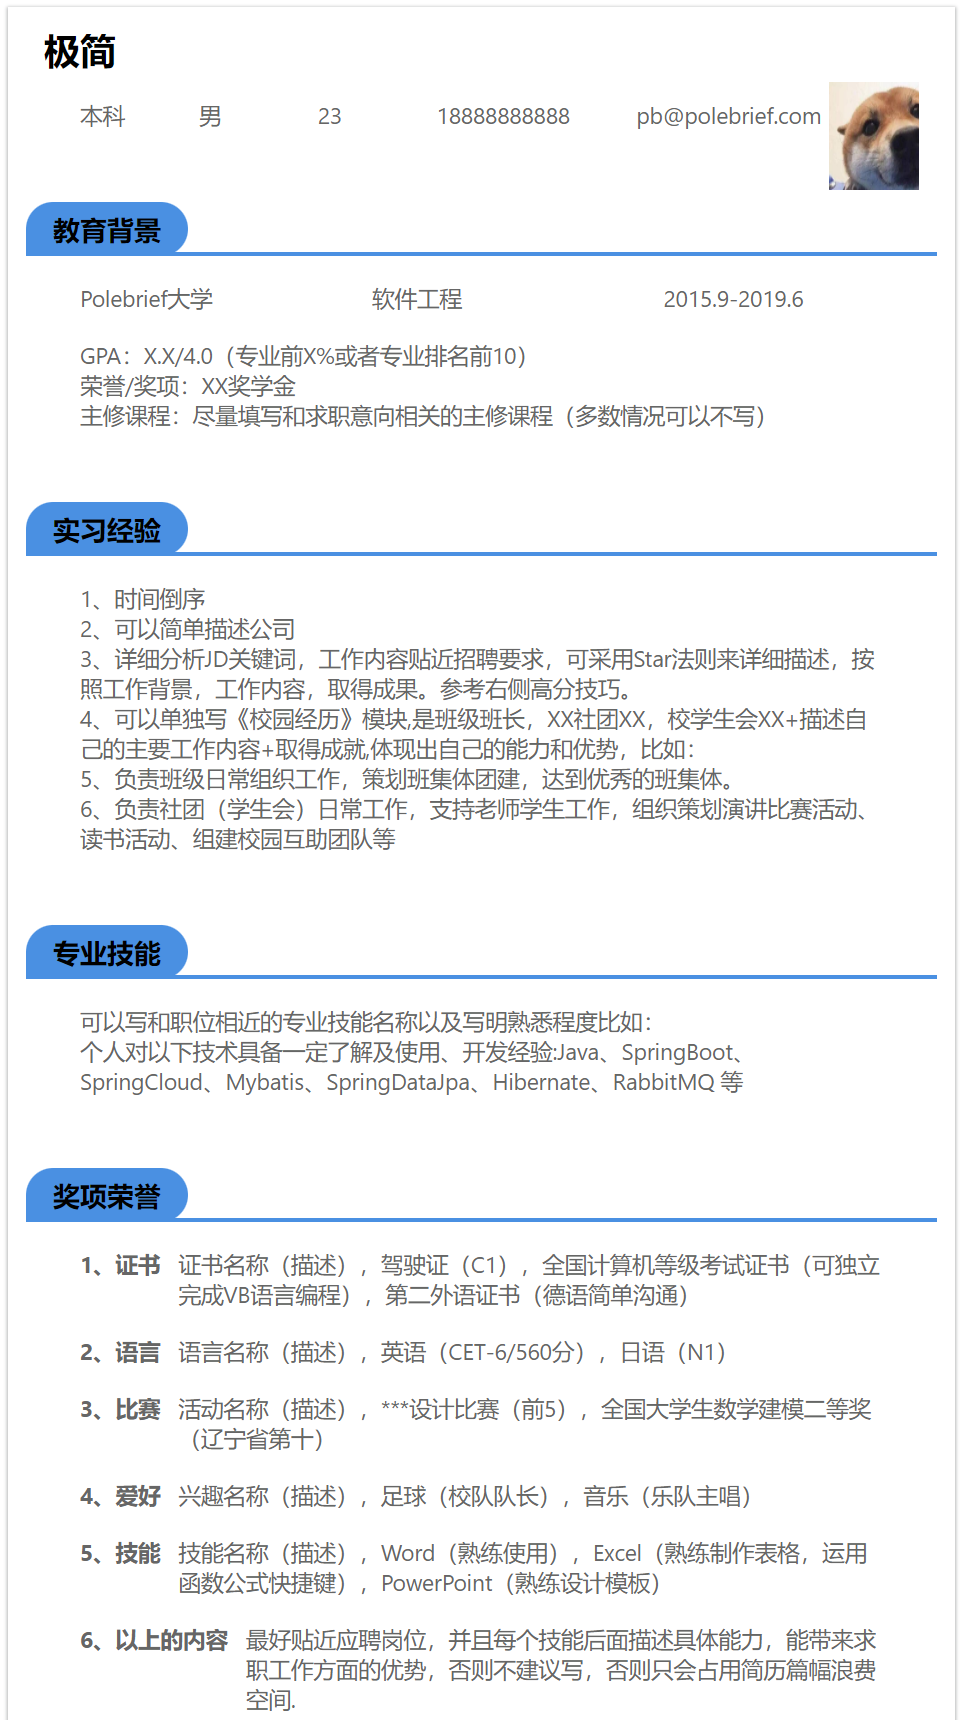 极简
本科 男 23 18888888888 pb@polebrief.com
教育背景
Polebrief大学 软件工程 2015.9-2019.6
GPA：X.X/4.0（专业前X%或者专业排名前10）
荣誉/奖项：XX奖学金
主修课程：尽量填写和求职意向相关的主修课程（多数情况可以不写）
实习经验
1、时间倒序
2、可以简单描述公司
3、详细分析JD关键词，工作内容贴近招聘要求，可采用Star法则来详细描述，按
照工作背景，工作内容，取得成果。参考右侧高分技巧。
4、可以单独写《校园经历》模块,是班级班长，XX社团XX，校学生会XX+描述自
己的主要工作内容+取得成就,体现出自己的能力和优势，比如：
5、负责班级日常组织工作，策划班集体团建，达到优秀的班集体。
6、负责社团（学生会）日常工作，支持老师学生工作，组织策划演讲比赛活动、
读书活动、组建校园互助团队等
专业技能
可以写和职位相近的专业技能名称以及写明熟悉程度比如：
个人对以下技术具备一定了解及使用、开发经验:Java、SpringBoot、
SpringCloud、Mybatis、SpringDataJpa、Hibernate、RabbitMQ 等
奖项荣誉
1、证书 证书名称（描述），驾驶证（C1），全国计算机等级考试证书（可独立
完成VB语言编程），第二外语证书（德语简单沟通）
2、语言 语言名称（描述），英语（CET-6/560分），日语（N1）
3、比赛 活动名称（描述），***设计比赛（前5），全国大学生数学建模二等奖
（辽宁省第十）
4、爱好 兴趣名称（描述），足球（校队队长），音乐（乐队主唱）
5、技能 技能名称（描述），Word（熟练使用），Excel（熟练制作表格，运用
函数公式快捷键），PowerPoint（熟练设计模板）
6、以上的内容 最好贴近应聘岗位，并且每个技能后面描述具体能力，能带来求
职工作方面的优势，否则不建议写，否则只会占用简历篇幅浪费
空间.